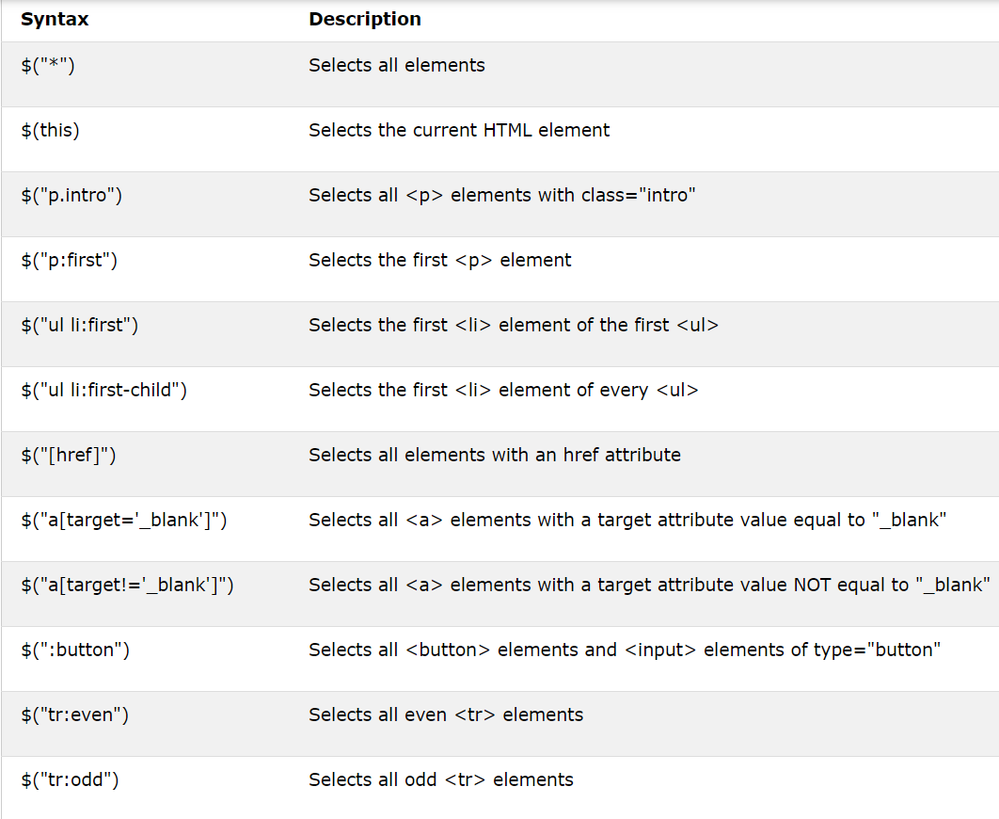 Syntax Description
$("*") Selects all elements
$(this) Selects the current HTML element
$("p.intro") Selects all <p> elements with class="intro"
$("p:first") Selects the first <p> element
$("ul li:first") Selects the first <li> element of the first <ul>
$("ul li:first-child") Selects the first <li> element of every <ul>
$("[href]") Selects all elements with an href attribute
$("a[target='_blank']") Selects all <a> elements with a target attribute value equal to "_blank"
$("a[target!='_blank']") Selects all <a> elements with a target attribute value NOT equal to "_blank"
$(":button") Selects all <button> elements and <input> elements of type="button"
$("tr:even") Selects all even <tr> elements
$("tr:odd") Selects all odd <tr> elements